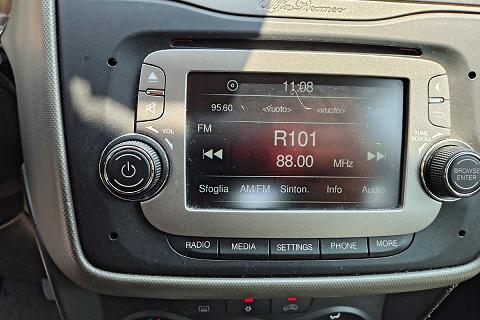 Alfa Romeo
11:08
95.60 <vuoto> <vuoto>
FM
R101
88.00 MHz
Sfoglia AM/FM Sinton. Info Audio
VOL
TUNE
SCROLL
BROWSE
ENTER
RADIO MEDIA SETTINGS PHONE MORE